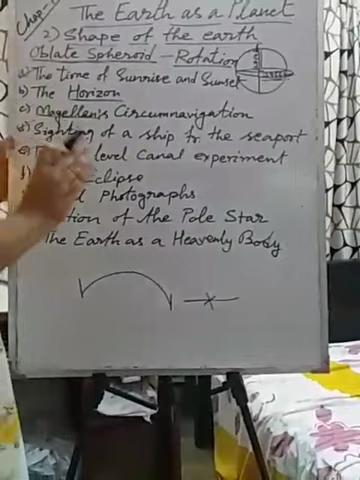 Chap-
The Earth as a Planet
2) Shape of the earth
Oblate Spheroid - Rotation
a) The time of Sunrise and Sunset
b) The Horizon
c) Magellen's Circumnavigation
d) Sighting of a ship fr. the seaport
e) level Canal experiment
f) Eclipse
Photographs
of the Pole Star
The Earth as a Heavenly Body